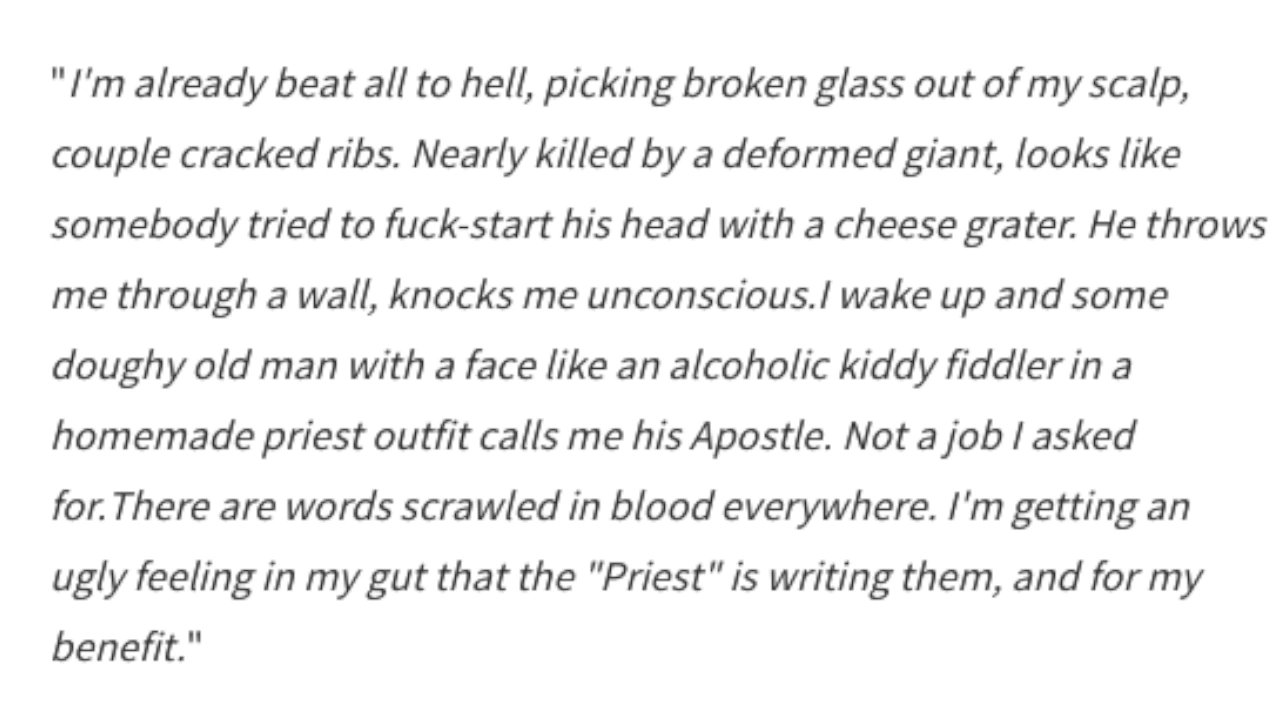 "I'm already beat all to hell, picking broken glass out of my scalp,
couple cracked ribs. Nearly killed by a deformed giant, looks like
somebody tried to fuck-start his head with a cheese grater. He throws
me through a wall, knocks me unconscious.I wake up and some
doughy old man with a face like an alcoholic kiddy fiddler in a
homemade priest outfit calls me his Apostle. Not a job I asked
for.There are words scrawled in blood everywhere. I'm getting an
ugly feeling in my gut that the "Priest" is writing them, and for my
benefit."